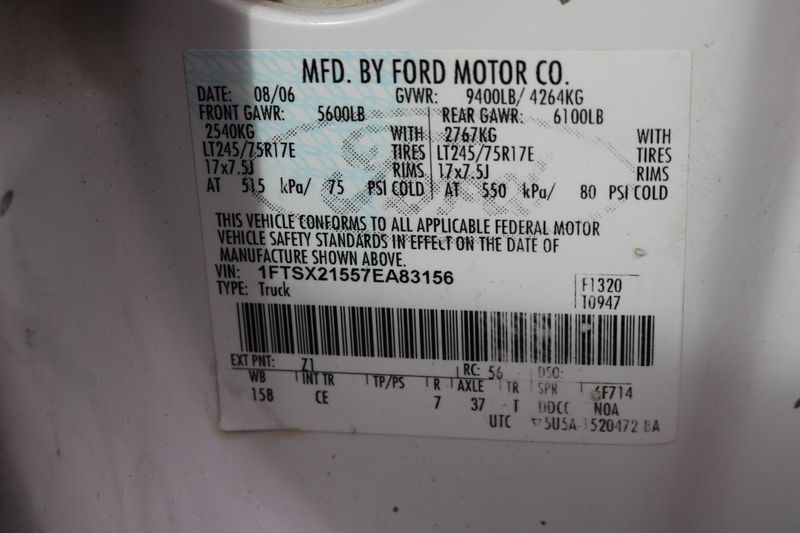 MFD. BY FORD MOTOR CO.
DATE: 08/06 GVWR: 9400LB/ 4264KG
FRONT GAWR: 5600LB REAR GAWR: 6100LB
2540KG WITH 2767KG WITH
LT245/75R17E TIRES LT245/75R17E TIRES
17x7.5J RIMS 17x7.5J RIMS
AT 515 kPa/ 75 PSI COLD AT 550 kPa/ 80 PSI COLD
THIS VEHICLE CONFORMS TO ALL APPLICABLE FEDERAL MOTOR
VEHICLE SAFETY STANDARDS IN EFFECT ON THE DATE OF
MANUFACTURE SHOWN ABOVE.
VIN: 1FTSX21557EA83156 F1320
TYPE: Truck T0947
EXT PNT: Z1 RC: 56 DSO:
WB INT TR TP/PS R AXLE TR SPR 6F714
158 CE 7 37 T DDCC NOA
UTC 5U5A-1520472 BA